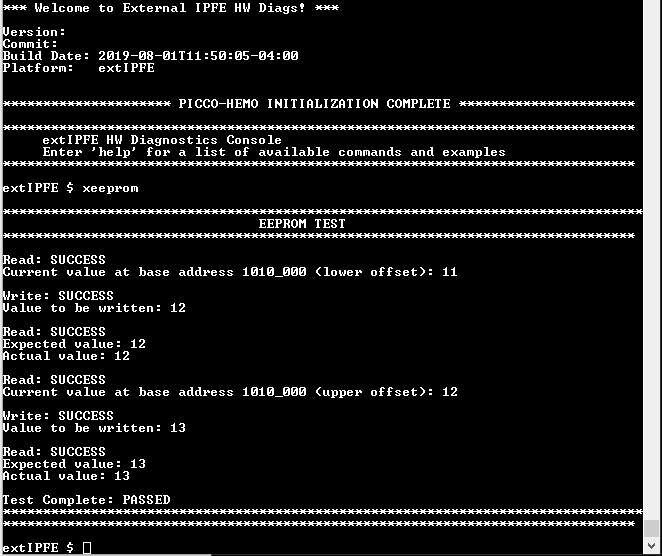 *** Welcome to External IPFE HW Diags! ***
Version:
Commit:
Build Date: 2019-08-01T11:50:05-04:00
Platform:   extIPFE
********************* PICCO-HEMO INITIALIZATION COMPLETE **********************
*******************************************************************************
     extIPFE HW Diagnostics Console
     Enter 'help' for a list of available commands and examples
*******************************************************************************
extIPFE $ xeeprom
********************************************************************************
                                EEPROM TEST
*******************************************************************************
Read: SUCCESS
Current value at base address 1010_000 (lower offset): 11
Write: SUCCESS
Value to be written: 12
Read: SUCCESS
Expected value: 12
Actual value: 12
Read: SUCCESS
Current value at base address 1010_000 (upper offset): 12
Write: SUCCESS
Value to be written: 13
Read: SUCCESS
Expected value: 13
Actual value: 13
Test Complete: PASSED
********************************************************************************
*******************************************************************************
extIPFE $